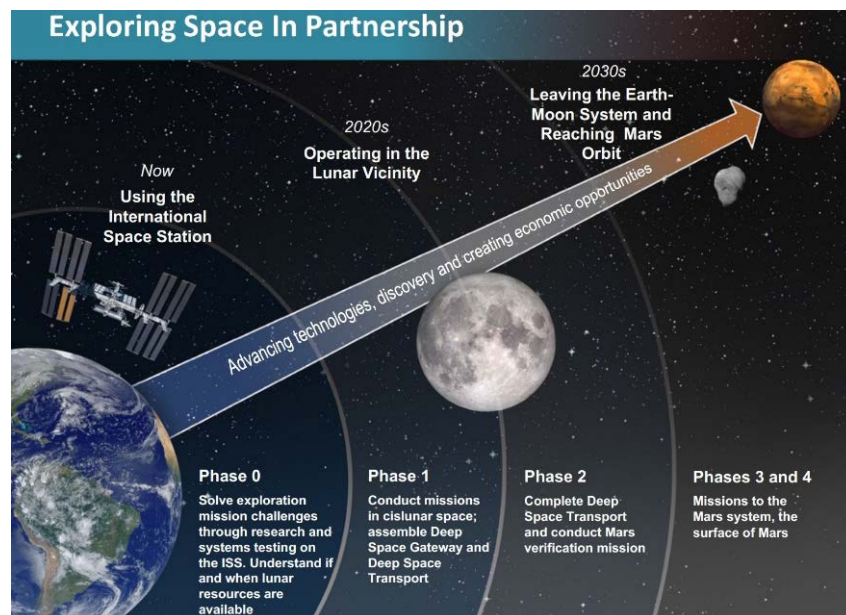 Exploring Space In Partnership
2030s
Leaving the Earth-
Moon System and
Reaching Mars
Orbit
2020s
Operating in the
Lunar Vicinity
Now
Using the
International
Space Station
Advancing technologies, discovery and creating economic opportunities
Phase 0
Solve exploration
mission challenges
through research and
systems testing on
the ISS. Understand if
and when lunar
resources are
available
Phase 1
Conduct missions
in cislunar space;
assemble Deep
Space Gateway and
Deep Space
Transport
Phase 2
Complete Deep
Space Transport
and conduct Mars
verification mission
Phases 3 and 4
Missions to the
Mars system, the
surface of Mars